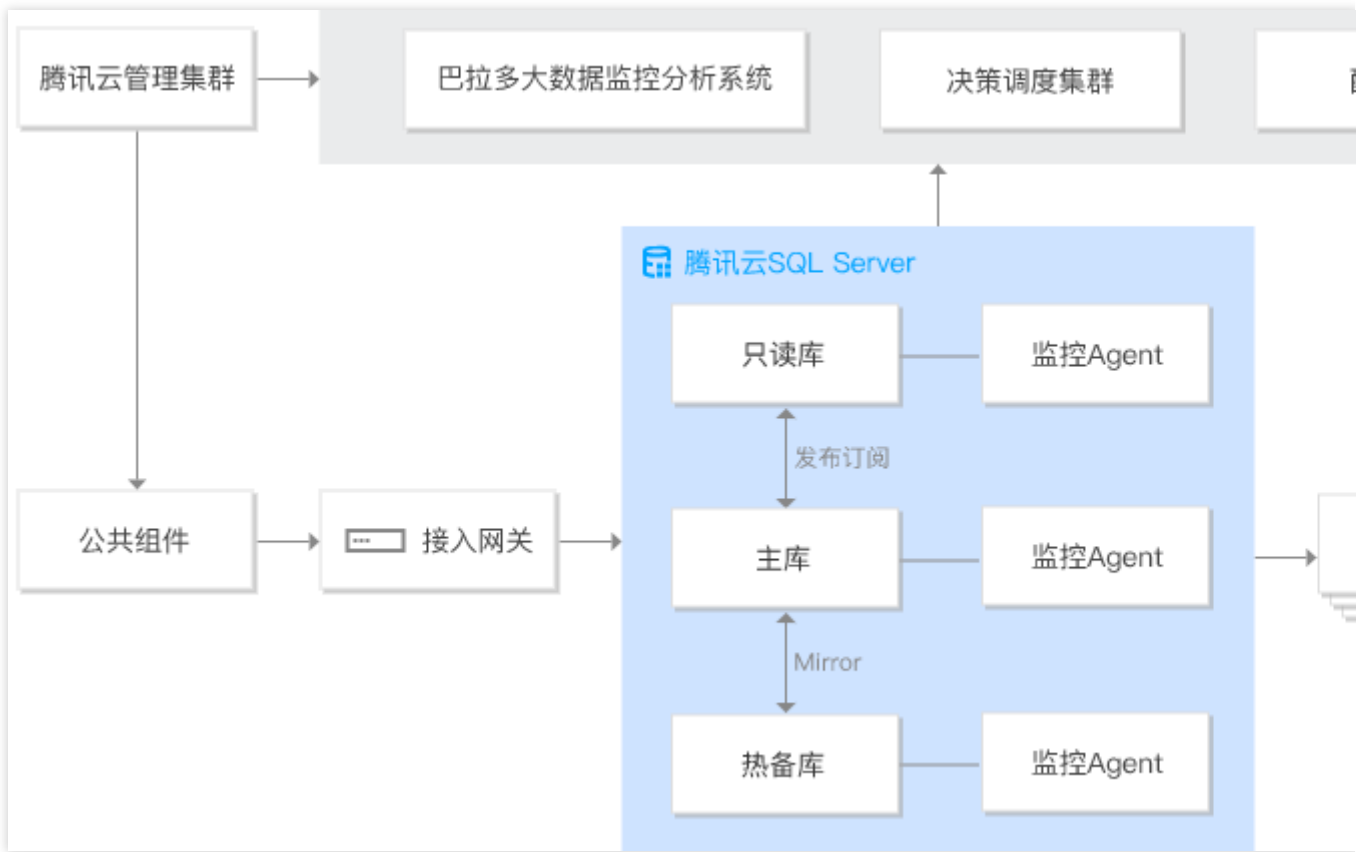 腾讯云管理集群
巴拉多大数据监控分析系统
决策调度集群
腾讯云SQL Server
只读库
监控Agent
发布订阅
公共组件
接入网关
主库
监控Agent
Mirror
热备库
监控Agent